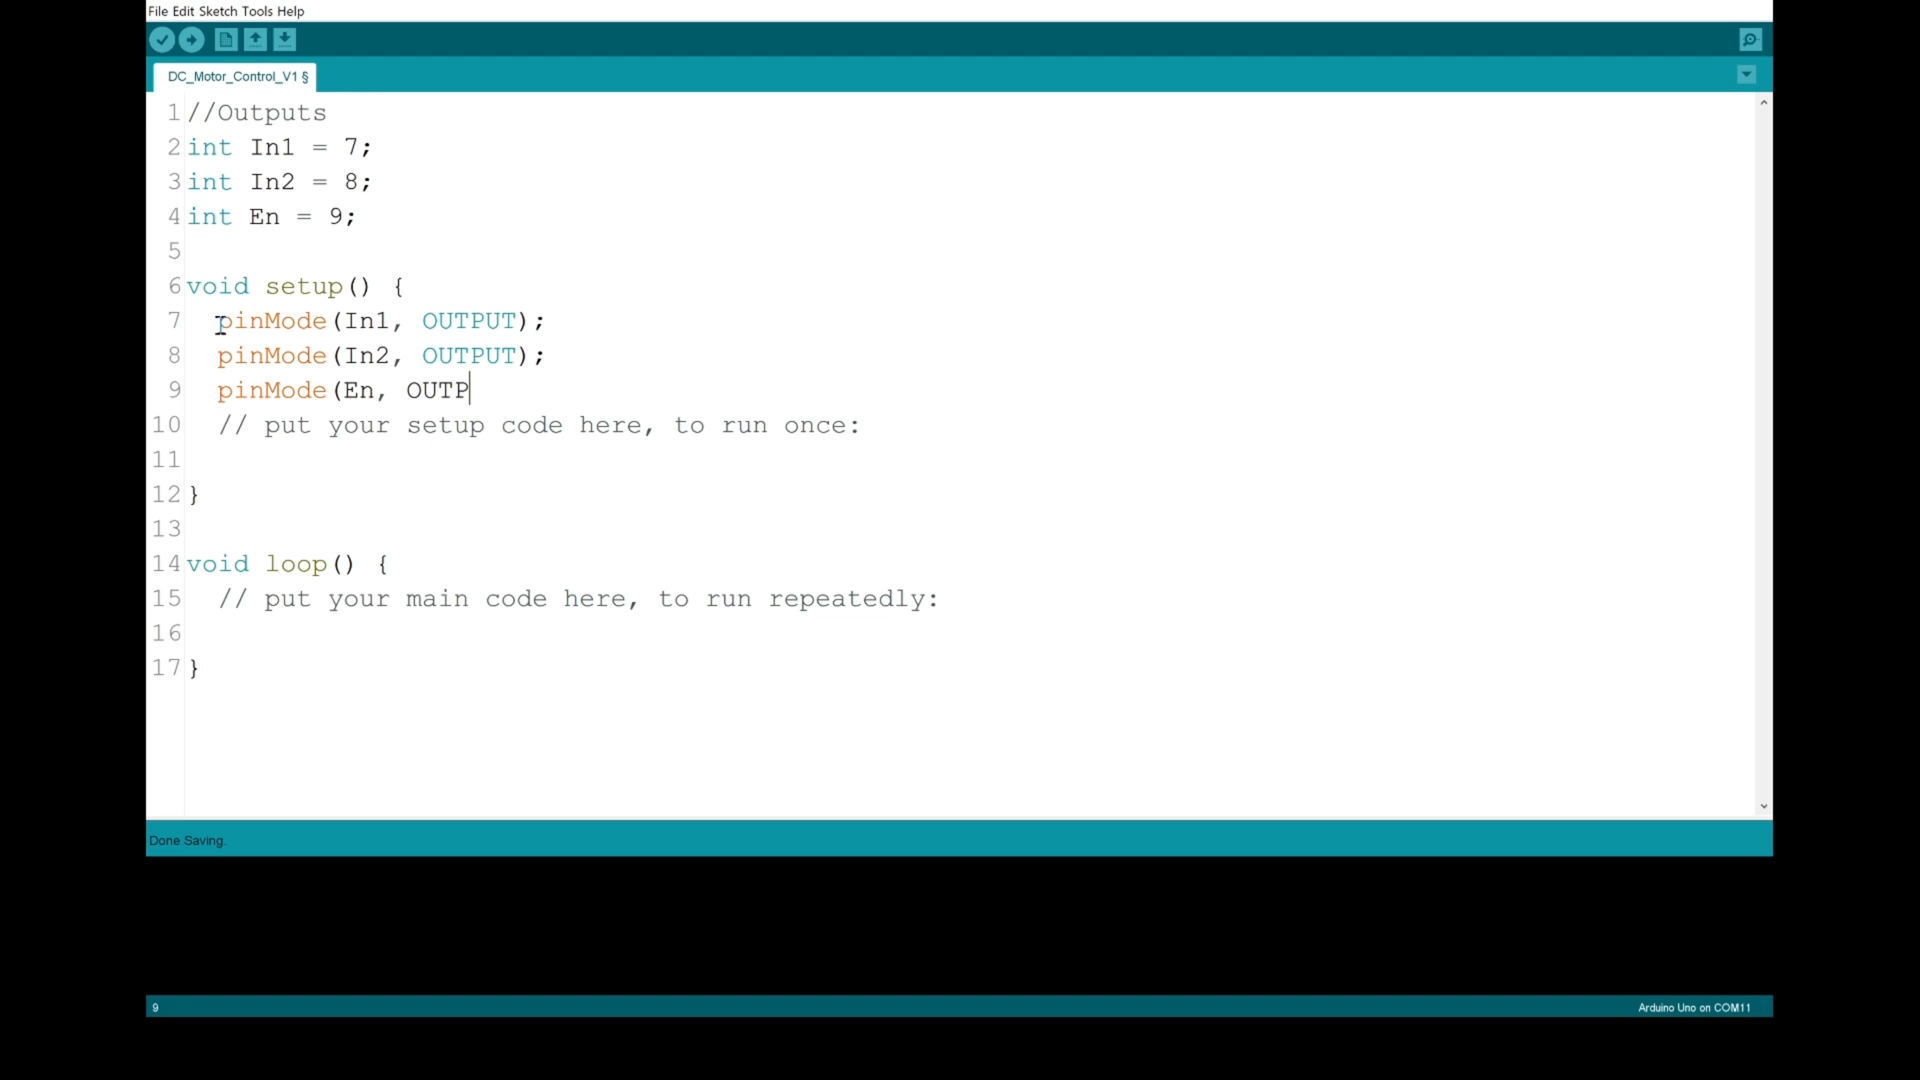 File Edit Sketch Tools Help
DC_Motor_Control_V1 §
1 //Outputs
2 int In1 = 7;
3 int In2 = 8;
4 int En = 9;
5
6 void setup() {
7   pinMode(In1, OUTPUT);
8   pinMode(In2, OUTPUT);
9   pinMode(En, OUTP
10   // put your setup code here, to run once:
11
12 }
13
14 void loop() {
15   // put your main code here, to run repeatedly:
16
17 }
Done Saving.
9 Arduino Uno on COM11